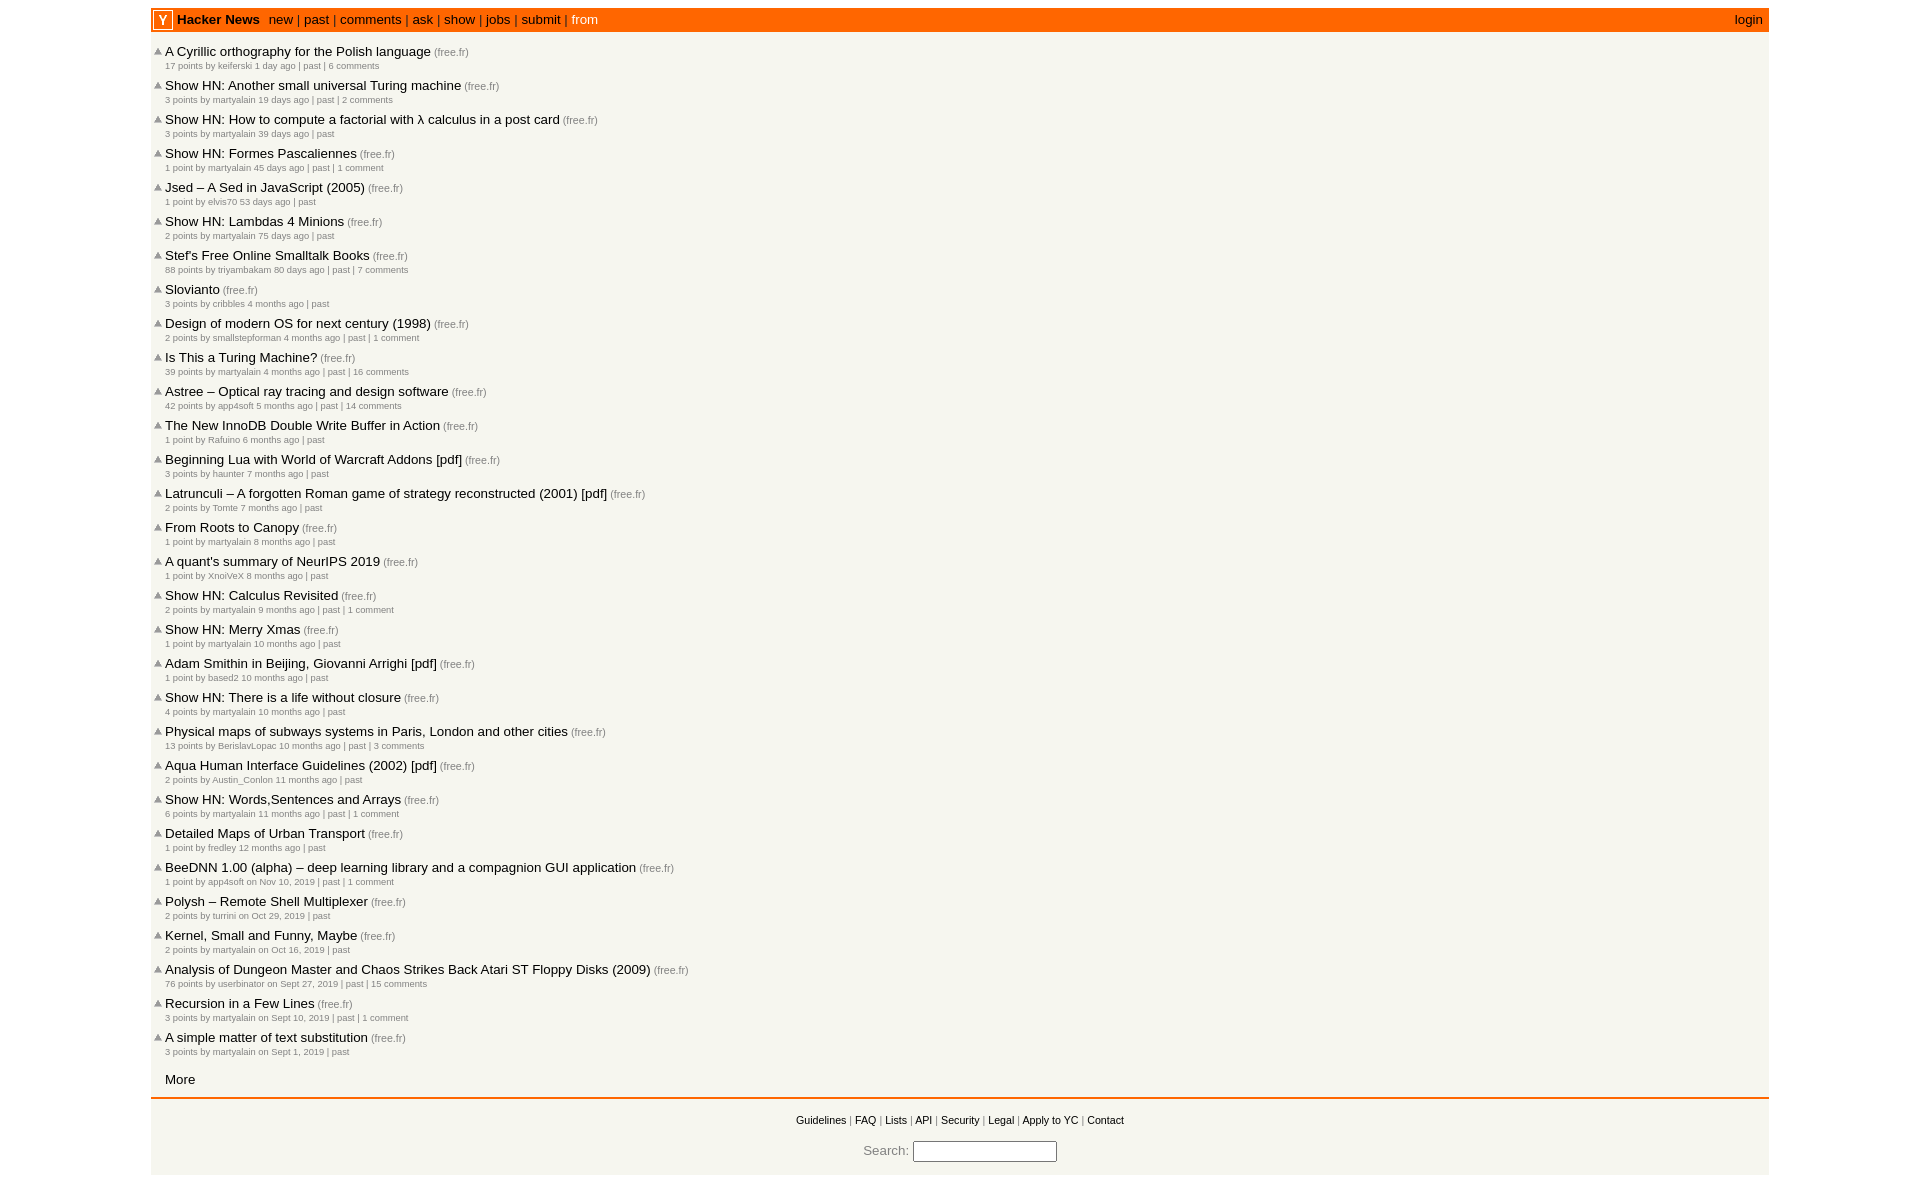 Y Hacker News new | past | comments | ask | show | jobs | submit | from login
A Cyrillic orthography for the Polish language (free.fr)
17 points by keiferski 1 day ago | past | 6 comments
Show HN: Another small universal Turing machine (free.fr)
3 points by martyalain 19 days ago | past | 2 comments
Show HN: How to compute a factorial with λ calculus in a post card (free.fr)
3 points by martyalain 39 days ago | past
Show HN: Formes Pascaliennes (free.fr)
1 point by martyalain 45 days ago | past | 1 comment
Jsed – A Sed in JavaScript (2005) (free.fr)
1 point by elvis70 53 days ago | past
Show HN: Lambdas 4 Minions (free.fr)
2 points by martyalain 75 days ago | past
Stef's Free Online Smalltalk Books (free.fr)
88 points by triyambakam 80 days ago | past | 7 comments
Slovianto (free.fr)
3 points by cribbles 4 months ago | past
Design of modern OS for next century (1998) (free.fr)
2 points by smallstepforman 4 months ago | past | 1 comment
Is This a Turing Machine? (free.fr)
39 points by martyalain 4 months ago | past | 16 comments
Astree – Optical ray tracing and design software (free.fr)
42 points by app4soft 5 months ago | past | 14 comments
The New InnoDB Double Write Buffer in Action (free.fr)
1 point by Rafuino 6 months ago | past
Beginning Lua with World of Warcraft Addons [pdf] (free.fr)
3 points by haunter 7 months ago | past
Latrunculi – A forgotten Roman game of strategy reconstructed (2001) [pdf] (free.fr)
2 points by Tomte 7 months ago | past
From Roots to Canopy (free.fr)
1 point by martyalain 8 months ago | past
A quant's summary of NeurIPS 2019 (free.fr)
1 point by XnoiVeX 8 months ago | past
Show HN: Calculus Revisited (free.fr)
2 points by martyalain 9 months ago | past | 1 comment
Show HN: Merry Xmas (free.fr)
1 point by martyalain 10 months ago | past
Adam Smithin in Beijing, Giovanni Arrighi [pdf] (free.fr)
1 point by based2 10 months ago | past
Show HN: There is a life without closure (free.fr)
4 points by martyalain 10 months ago | past
Physical maps of subways systems in Paris, London and other cities (free.fr)
13 points by BerislavLopac 10 months ago | past | 3 comments
Aqua Human Interface Guidelines (2002) [pdf] (free.fr)
2 points by Austin_Conlon 11 months ago | past
Show HN: Words,Sentences and Arrays (free.fr)
6 points by martyalain 11 months ago | past | 1 comment
Detailed Maps of Urban Transport (free.fr)
1 point by fredley 12 months ago | past
BeeDNN 1.00 (alpha) – deep learning library and a compagnion GUI application (free.fr)
1 point by app4soft on Nov 10, 2019 | past | 1 comment
Polysh – Remote Shell Multiplexer (free.fr)
2 points by turrini on Oct 29, 2019 | past
Kernel, Small and Funny, Maybe (free.fr)
2 points by martyalain on Oct 16, 2019 | past
Analysis of Dungeon Master and Chaos Strikes Back Atari ST Floppy Disks (2009) (free.fr)
76 points by userbinator on Sept 27, 2019 | past | 15 comments
Recursion in a Few Lines (free.fr)
3 points by martyalain on Sept 10, 2019 | past | 1 comment
A simple matter of text substitution (free.fr)
3 points by martyalain on Sept 1, 2019 | past
More
Guidelines | FAQ | Lists | API | Security | Legal | Apply to YC | Contact
Search: